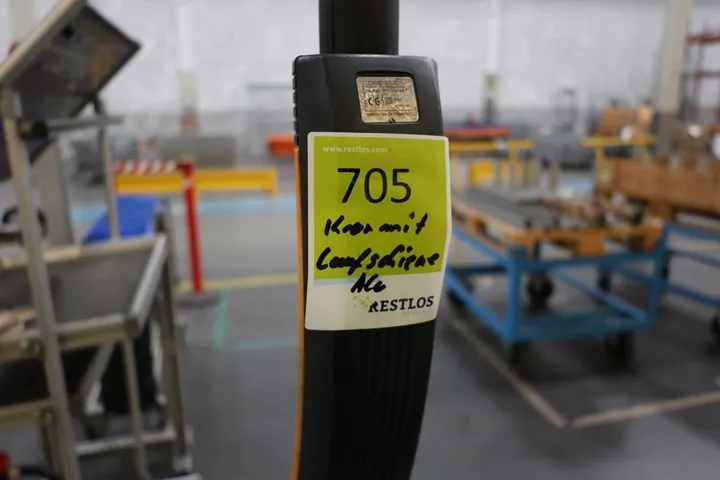 www.restlos.com
705
Kran mit
Laufschiene
Alu
RESTLOS